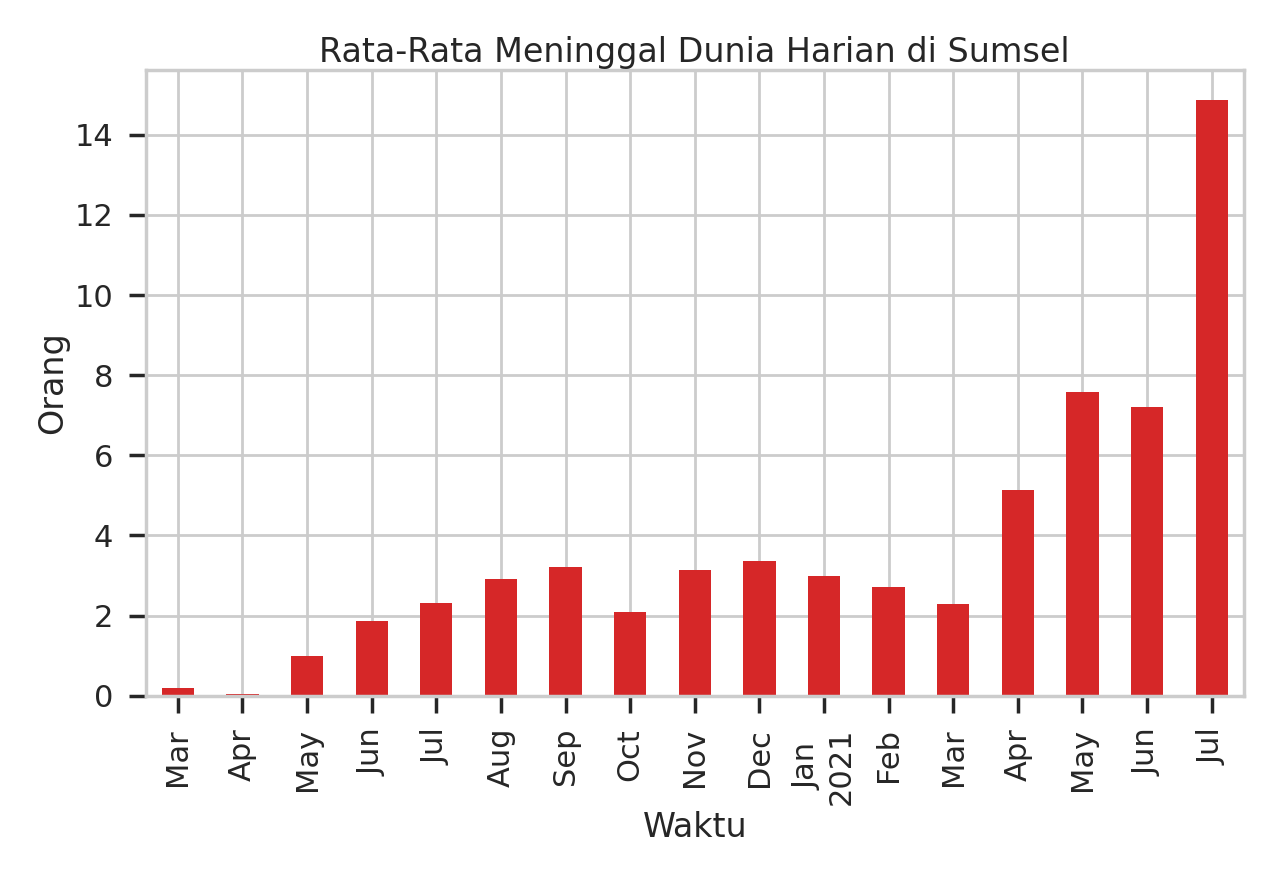 Rata-Rata Meninggal Dunia Harian di Sumsel
14
12
10
8
6
4
2
0
Orang
Mar
Apr
May
Jun
Jul
Aug
Sep
Oct
Nov
Dec
Jan
2021
Feb
Mar
Apr
May
Jun
Jul
Waktu